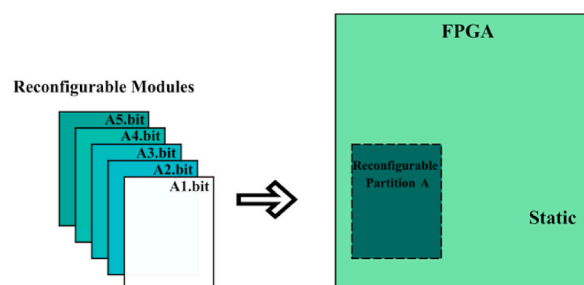 FPGA
Reconfigurable Modules
A5.bit
A4.bit
A3.bit
A2.bit
A1.bit
Reconfigurable
Partition A
Static